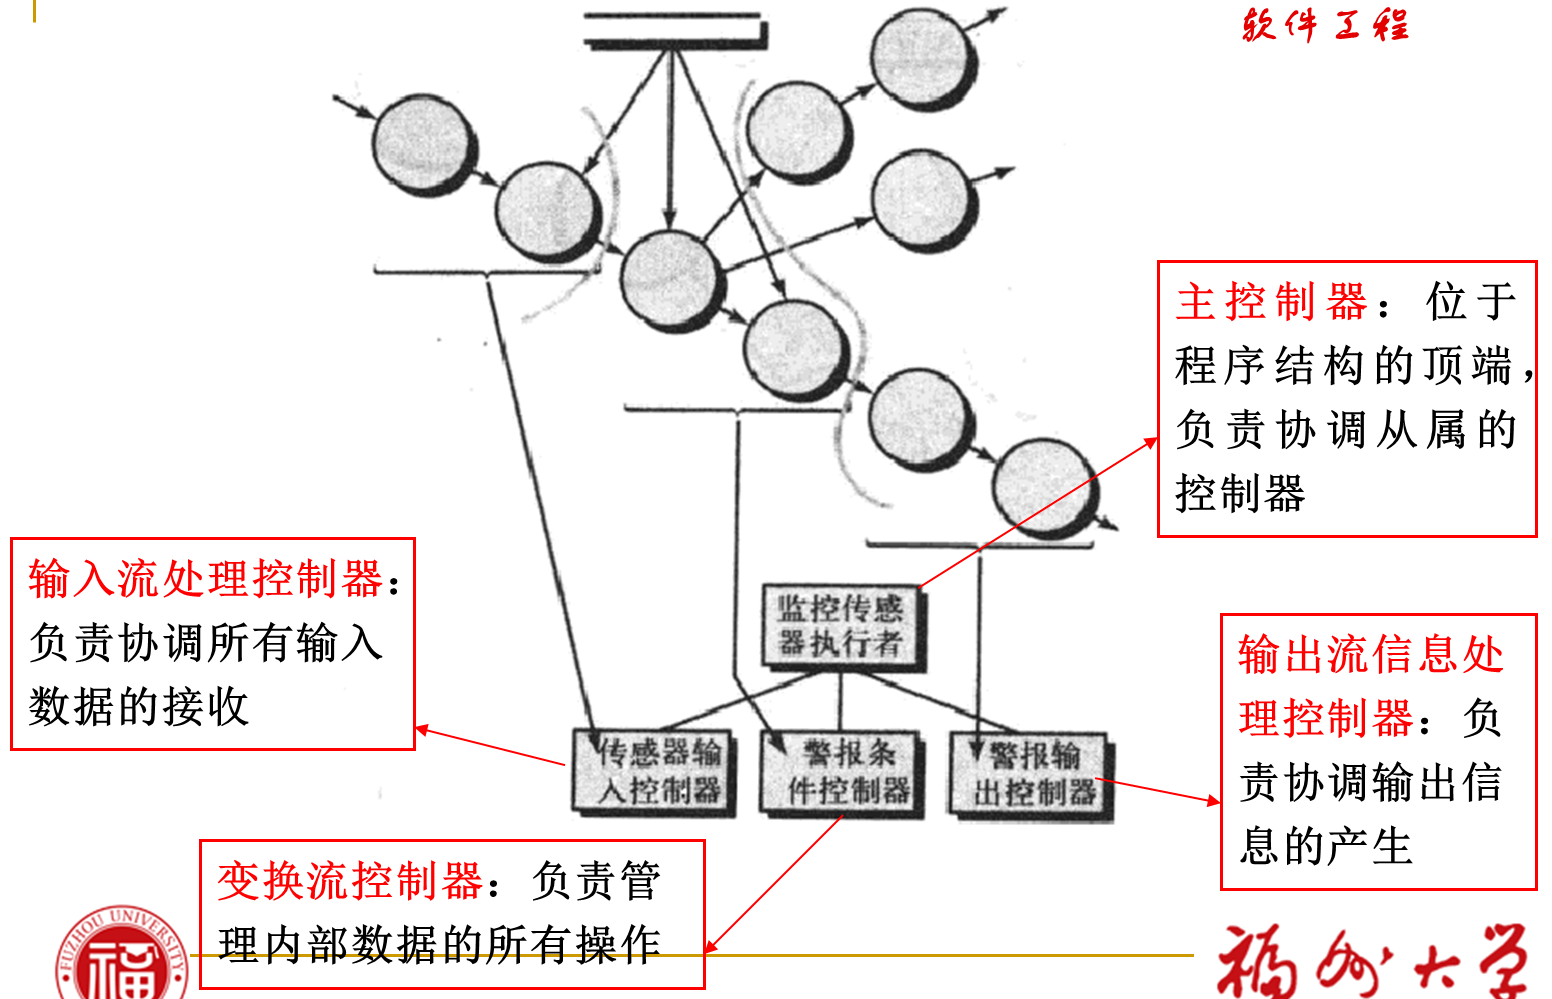 软件工程
主控制器：位于
程序结构的顶端，
负责协调从属的
控制器
输入流处理控制器：
负责协调所有输入
数据的接收
监控传感
器执行者
输出流信息处
理控制器：负
责协调输出信
息的产生
传感器输
入控制器
警报条
件控制器
警报输
出控制器
变换流控制器：负责管
理内部数据的所有操作
FUZHOU UNIVERSITY
福
福州大学